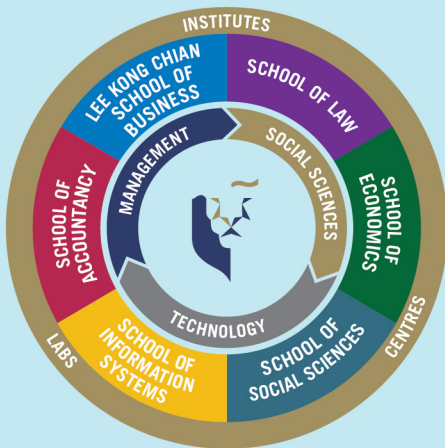 INSTITUTES
LEE KONG CHIAN
SCHOOL OF
BUSINESS
SCHOOL OF LAW
SCHOOL OF
ECONOMICS
SCHOOL OF
SOCIAL SCIENCES
SCHOOL OF
INFORMATION
SYSTEMS
SCHOOL OF
ACCOUNTANCY
MANAGEMENT
SOCIAL SCIENCES
TECHNOLOGY
LABS
CENTRES